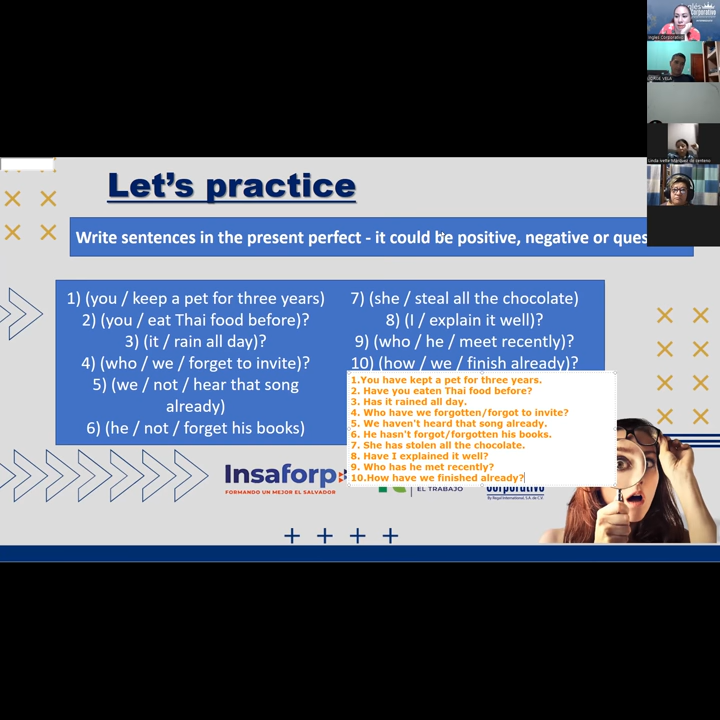 Let's practice
Write sentences in the present perfect - it could be positive, negative or ques
1) (you / keep a pet for three years)
2) (you / eat Thai food before)?
3) (it / rain all day)?
4) (who / we / forget to invite)?
5) (we / not / hear that song
already)
6) (he / not / forget his books)
7) (she / steal all the chocolate)
8) (I / explain it well)?
9) (who / he / meet recently)?
10) (how / we / finish already)?
1.You have kept a pet for three years.
2. Have you eaten Thai food before?
3. Has it rained all day.
4. Who have we forgotten/forgot to invite?
5. We haven't heard that song already.
6. He hasn't forgot/forgotten his books.
7. She has stolen all the chocolate.
8. Have I explained it well?
9. Who has he met recently?
10.How have we finished already?
Insaforp
FORMANDO UN MEJOR EL SALVADOR
EL TRABAJO
Corporativo
Inglés Corporativo
JORGE VELA